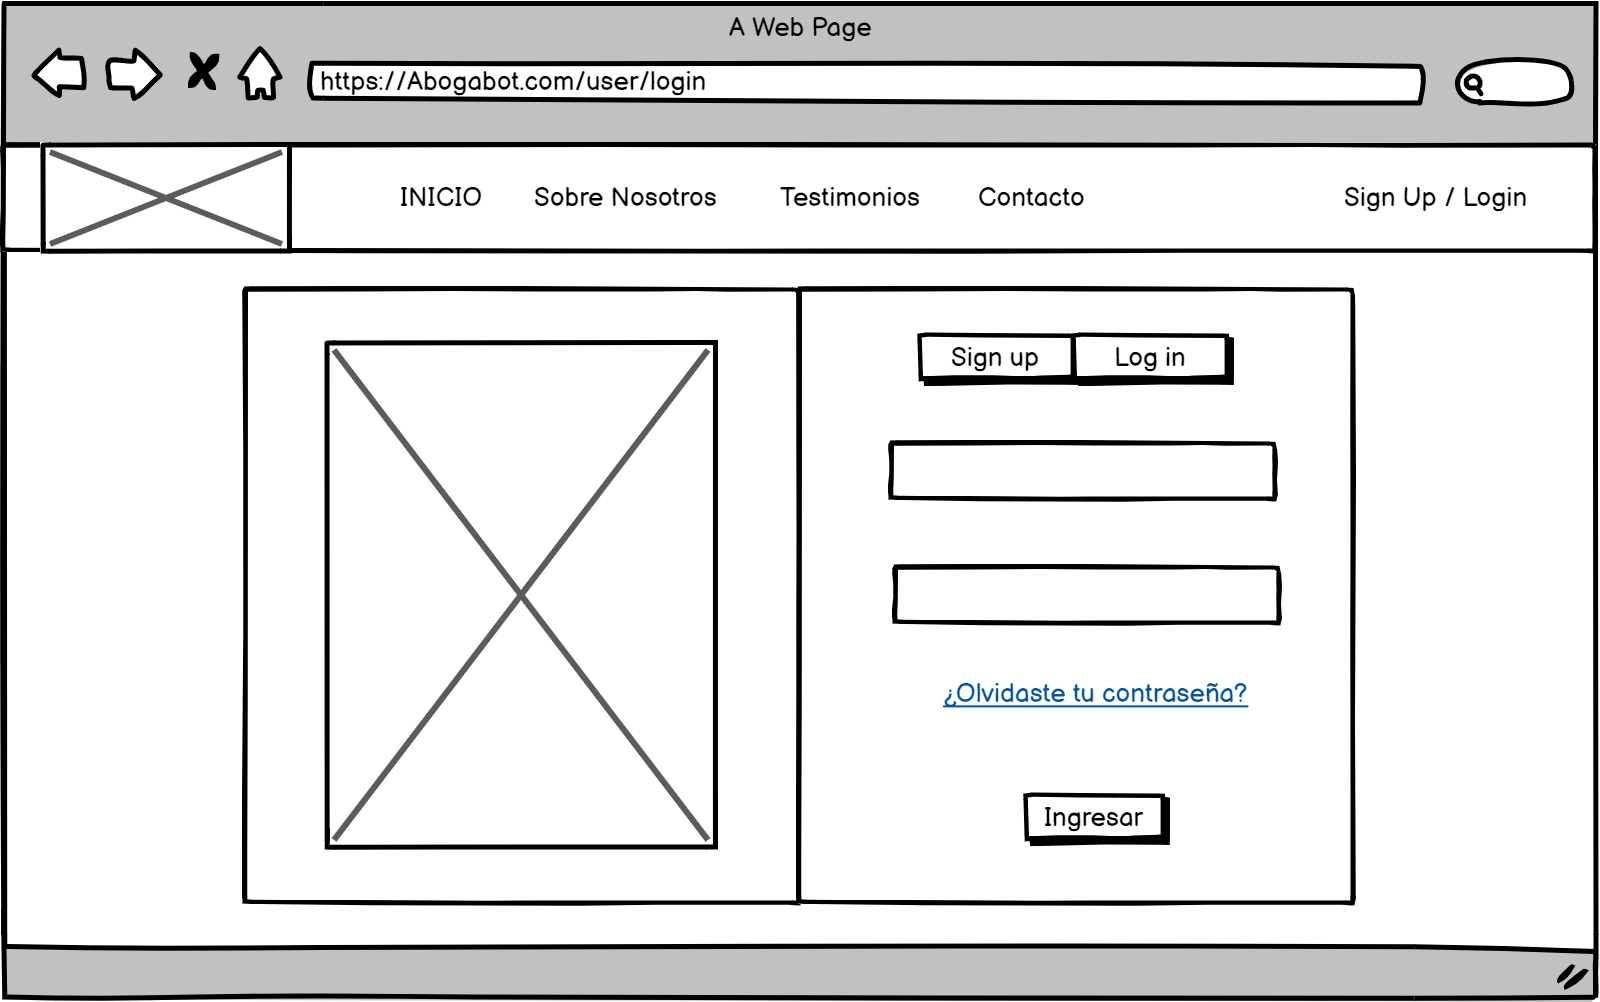 A Web Page
https://Abogabot.com/user/login
INICIO Sobre Nosotros Testimonios Contacto Sign Up / Login
Sign up Log in
¿Olvidaste tu contraseña?
Ingresar